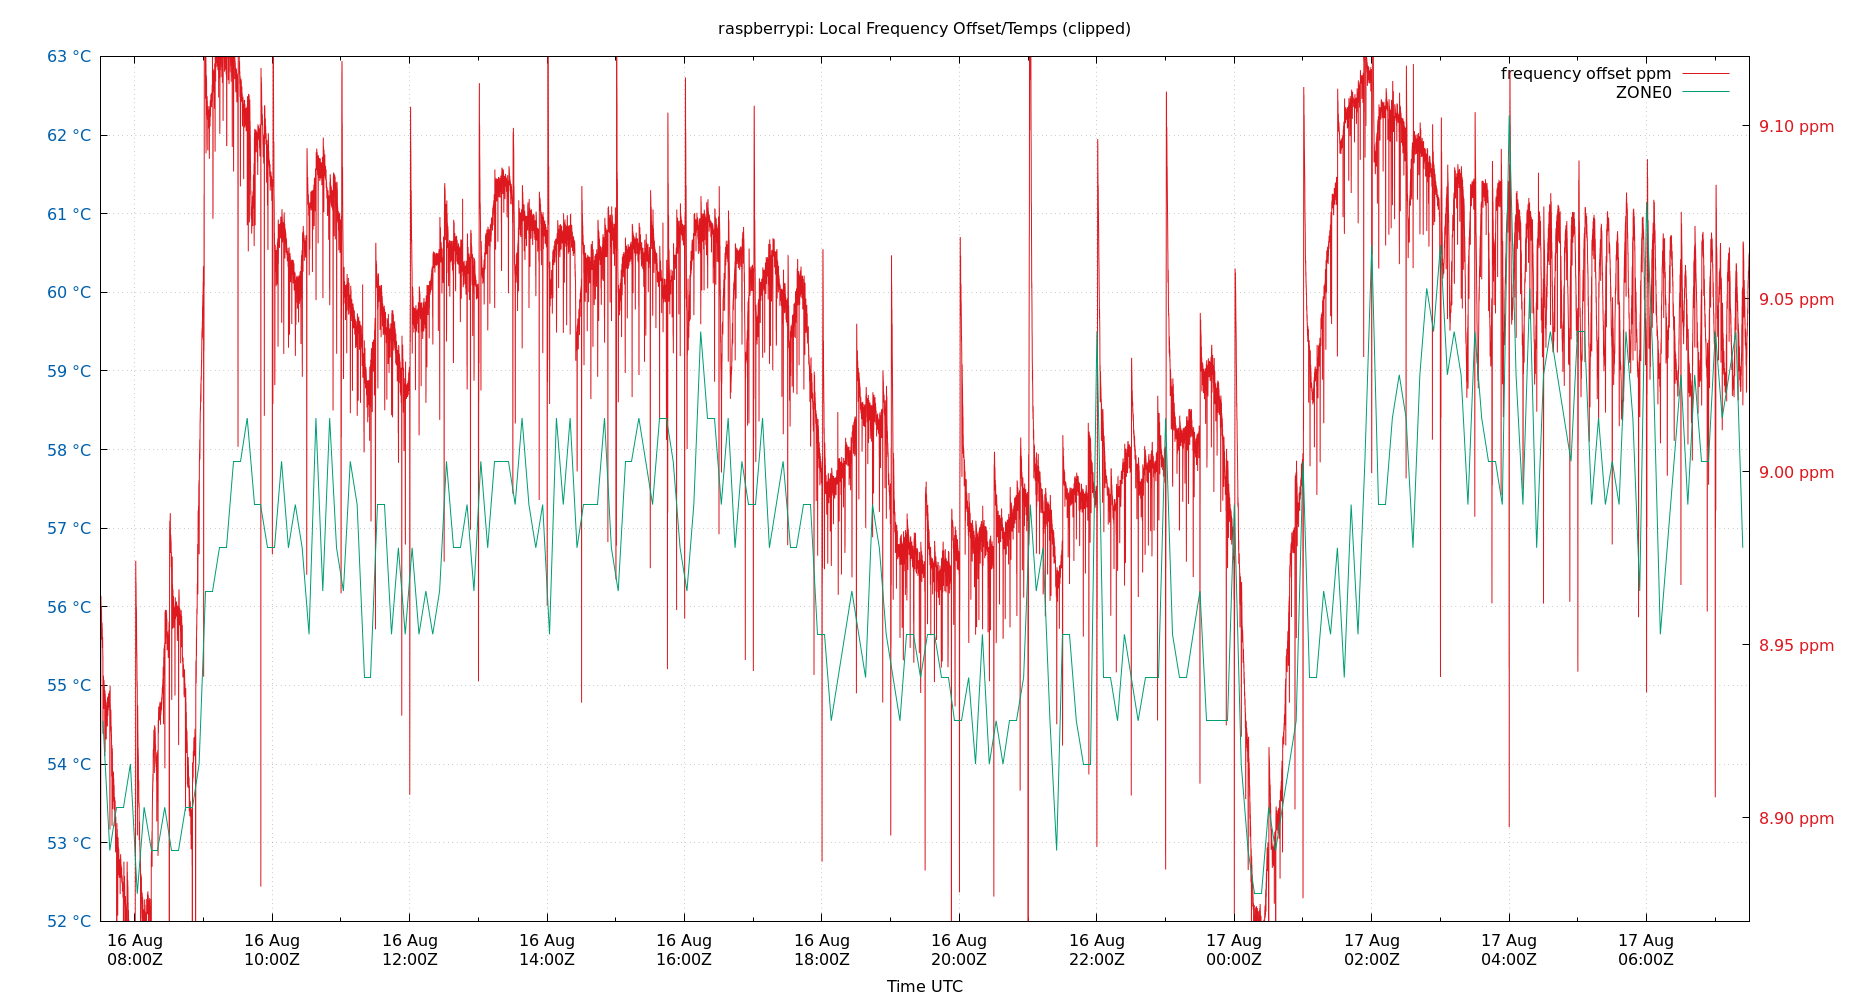 raspberrypi: Local Frequency Offset/Temps (clipped)
63 °C
62 °C
61 °C
60 °C
59 °C
58 °C
57 °C
56 °C
55 °C
54 °C
53 °C
52 °C
frequency offset ppm
ZONE0
9.10 ppm
9.05 ppm
9.00 ppm
8.95 ppm
8.90 ppm
16 Aug
08:00Z
16 Aug
10:00Z
16 Aug
12:00Z
16 Aug
14:00Z
16 Aug
16:00Z
16 Aug
18:00Z
16 Aug
20:00Z
16 Aug
22:00Z
17 Aug
00:00Z
17 Aug
02:00Z
17 Aug
04:00Z
17 Aug
06:00Z
Time UTC